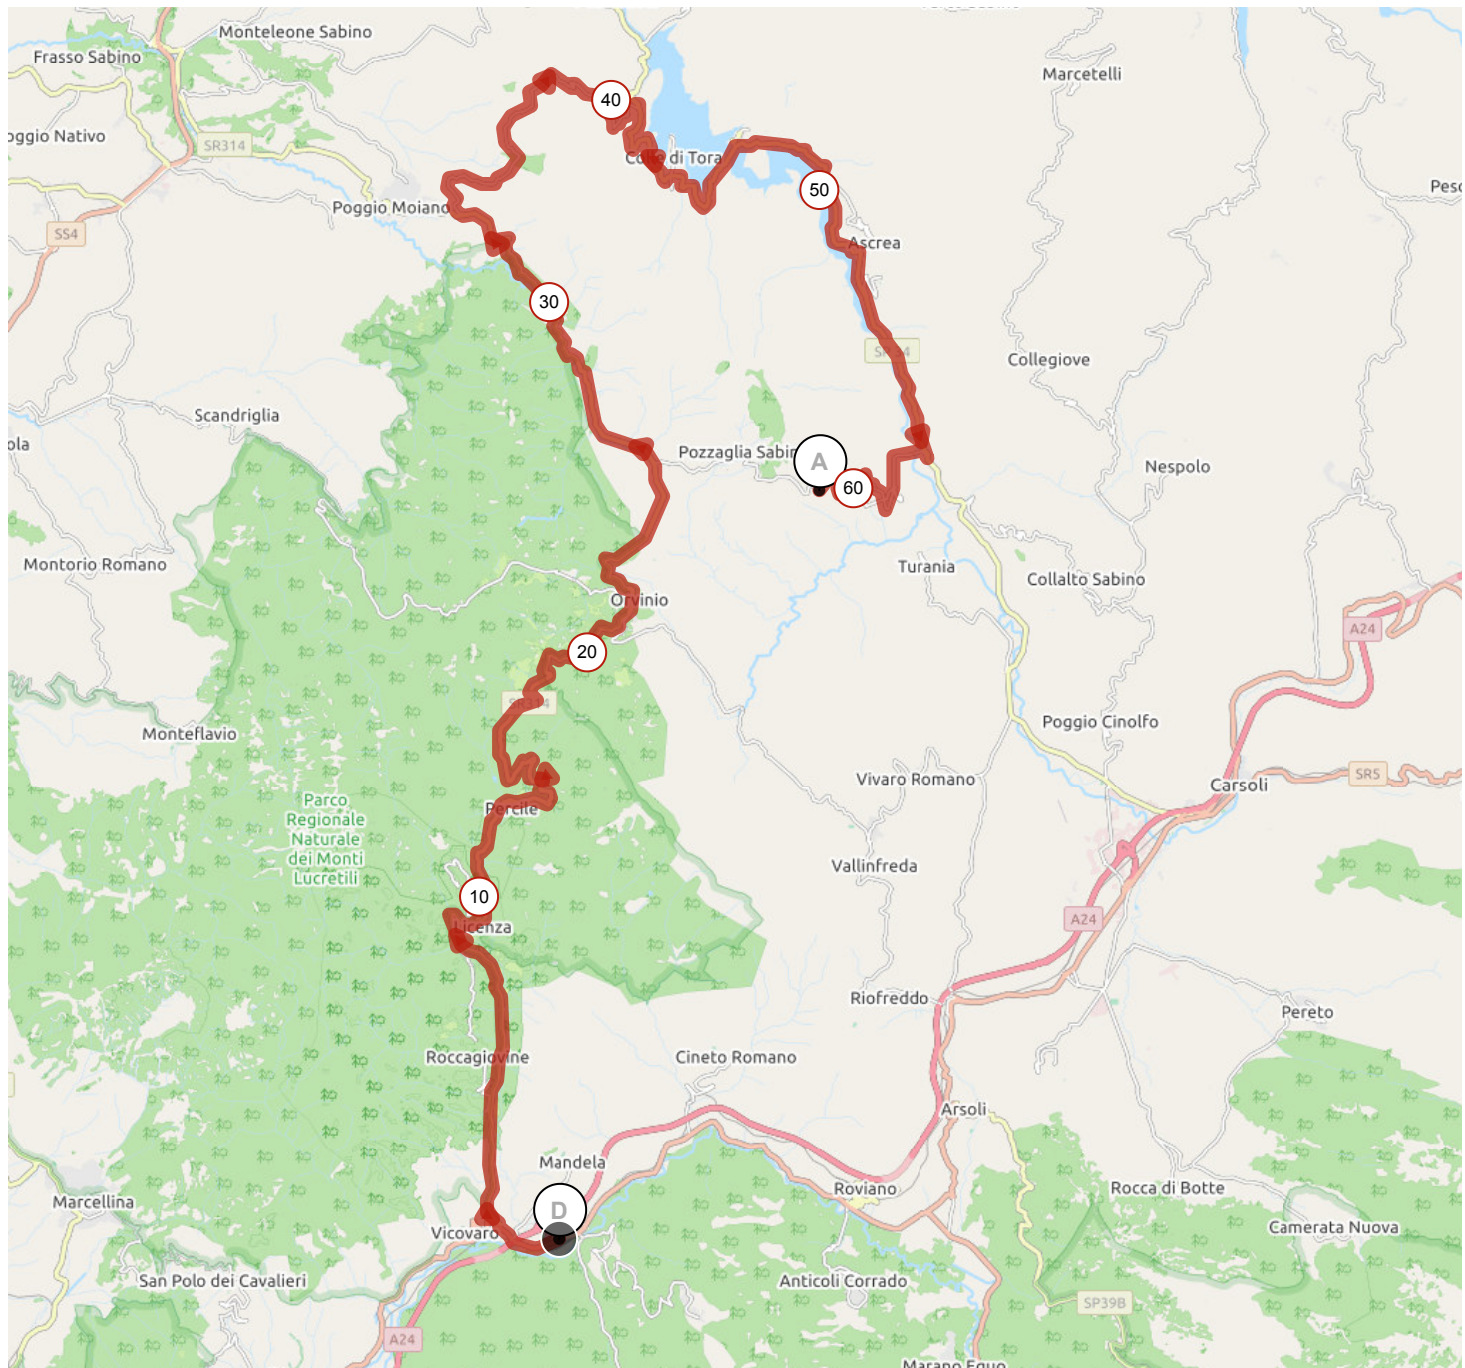 Monteleone Sabino
Frasso Sabino
Marcetelli
40
oggio Nativo
SR314
Colle di Tora
50
Poggio Moiano
SS4
Ascrea
30
Collegiove
Scandriglia
ola
Pozzaglia Sabin
A
60
Nespolo
Montorio Romano
Turania
Collalto Sabino
Orvinio
A24
20
SR314
Monteflavio
Poggio Cinolfo
Vivaro Romano
SR5
Carsoli
Parco
Regionale
Naturale
dei Monti
Lucretili
Percile
Vallinfreda
10
Licenza
A24
Riofreddo
Pereto
Roccagiovine
Cineto Romano
Arsoli
Mandela
Roviano
Rocca di Botte
Marcellina
D
Vicovaro
Camerata Nuova
San Polo dei Cavalieri
Anticoli Corrado
SP39B
A24